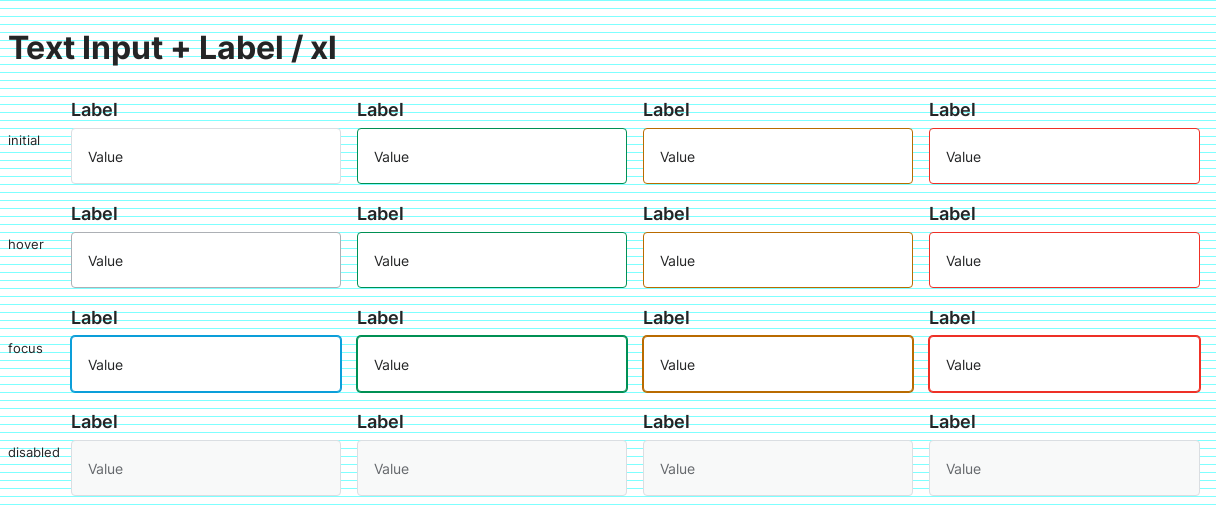 Text Input + Label / xl
Label Label Label Label
initial Value Value Value Value
Label Label Label Label
hover Value Value Value Value
Label Label Label Label
focus Value Value Value Value
Label Label Label Label
disabled Value Value Value Value